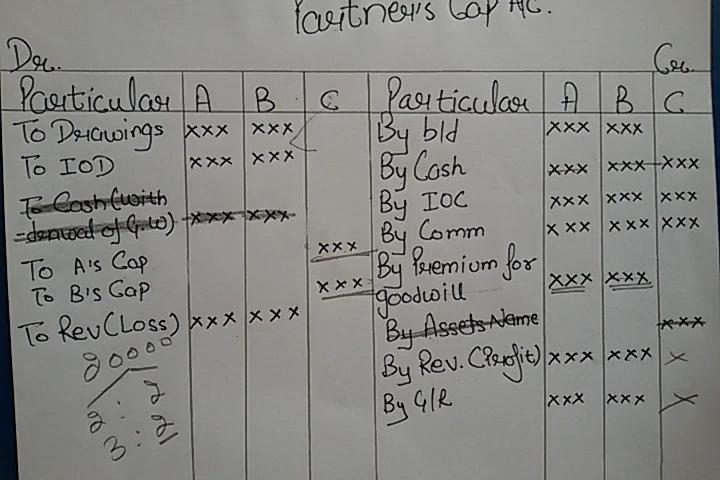 Partner's Cap A/C.
Dr. Cr.
Particular A B C Particular A B C
To Drawings xxx xxx By b/d xxx xxx
To IOD xxx xxx By Cash xxx xxx xxx
To Cash (with By IOC xxx xxx xxx
=derwal of G.W) xxx xxx By Comm xxx xxx xxx
To A's Cap xxx By Premium for
To B's Cap xxx goodwill xxx xxx
To Rev (Loss) xxx xxx By Assets Name xxx
20000 By Rev. (Profit) xxx xxx x
2 : 2 By G/R xxx xxx x
3 : 2